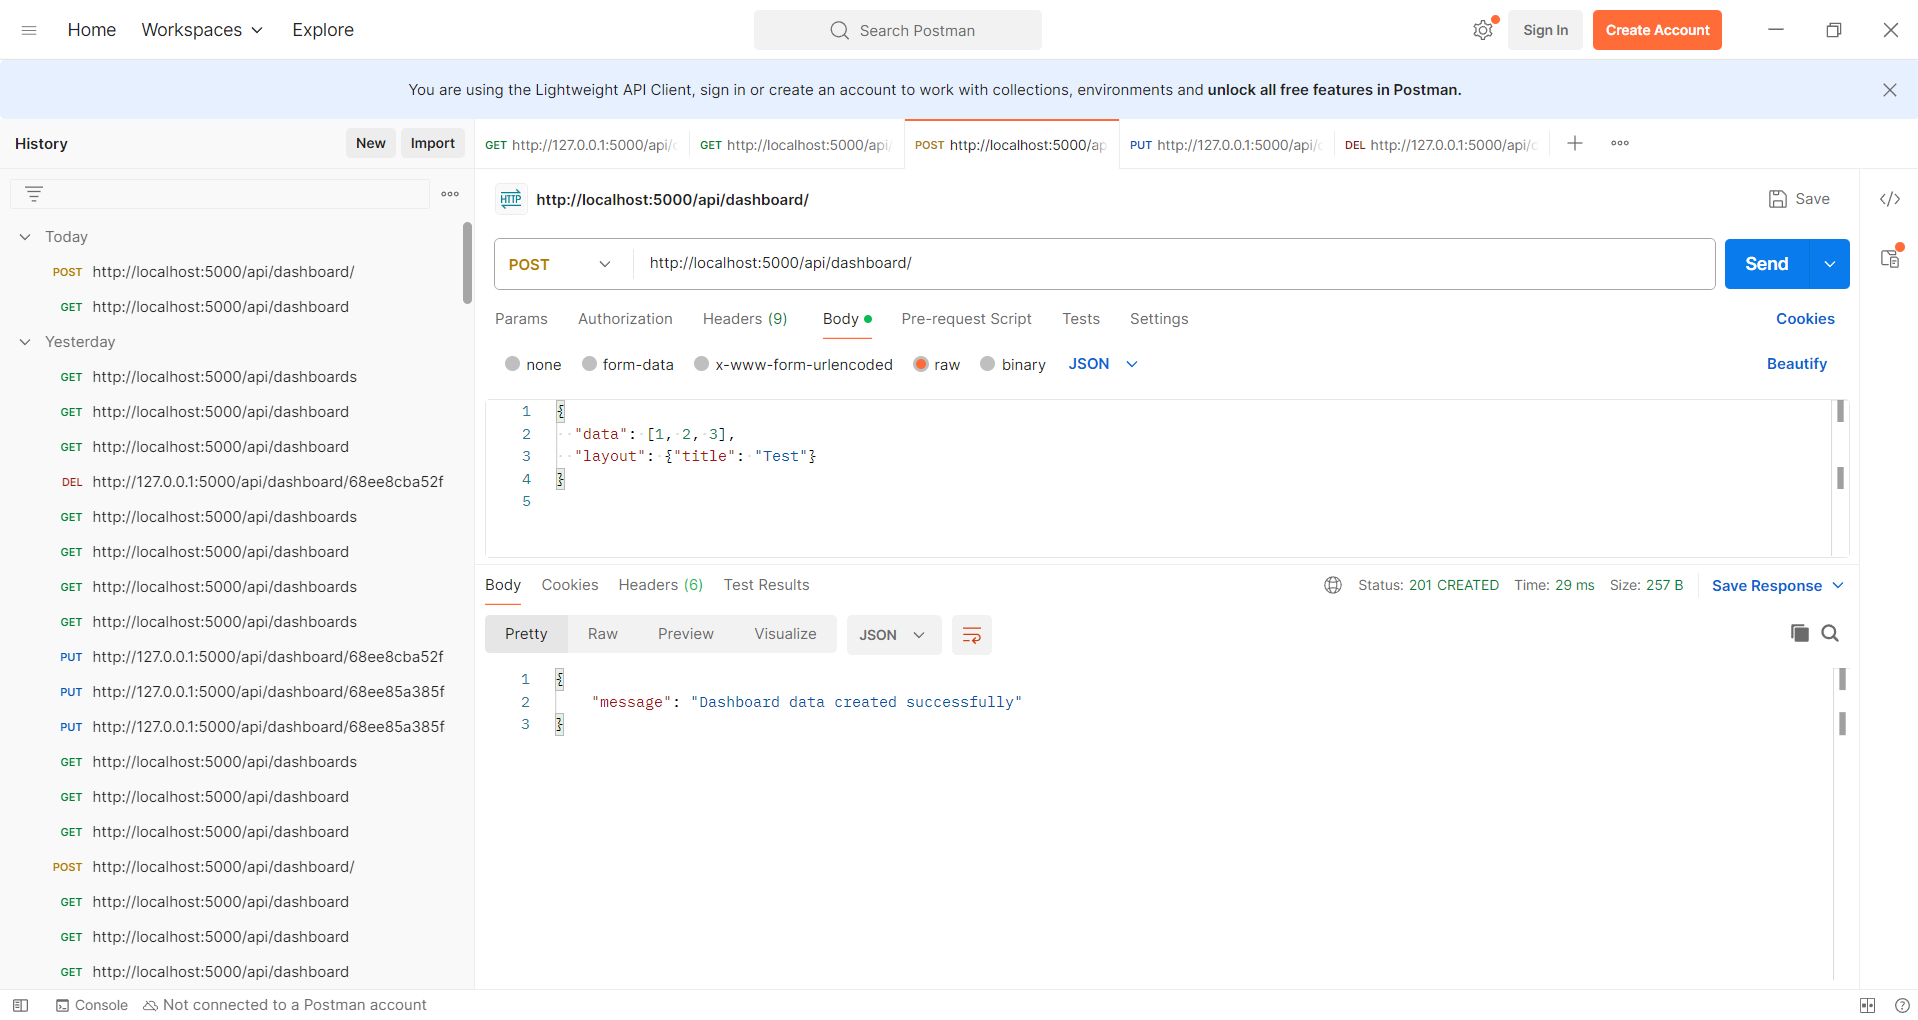 Home Workspaces Explore Search Postman Sign In Create Account
You are using the Lightweight API Client, sign in or create an account to work with collections, environments and unlock all free features in Postman.
History New Import
Today
POST http://localhost:5000/api/dashboard/
GET http://localhost:5000/api/dashboard
Yesterday
GET http://localhost:5000/api/dashboards
GET http://localhost:5000/api/dashboard
GET http://localhost:5000/api/dashboard
DEL http://127.0.0.1:5000/api/dashboard/68ee8cba52f
GET http://localhost:5000/api/dashboards
GET http://localhost:5000/api/dashboard
GET http://localhost:5000/api/dashboards
GET http://localhost:5000/api/dashboards
PUT http://127.0.0.1:5000/api/dashboard/68ee8cba52f
PUT http://127.0.0.1:5000/api/dashboard/68ee85a385f
PUT http://127.0.0.1:5000/api/dashboard/68ee85a385f
GET http://localhost:5000/api/dashboards
GET http://localhost:5000/api/dashboard
GET http://localhost:5000/api/dashboard
POST http://localhost:5000/api/dashboard/
GET http://localhost:5000/api/dashboard
GET http://localhost:5000/api/dashboard
GET http://localhost:5000/api/dashboard
GET http://127.0.0.1:5000/api/d GET http://localhost:5000/api/ POST http://localhost:5000/ap PUT http://127.0.0.1:5000/api/d DEL http://127.0.0.1:5000/api/d
HTTP http://localhost:5000/api/dashboard/ Save
POST http://localhost:5000/api/dashboard/ Send
Params Authorization Headers (9) Body Pre-request Script Tests Settings Cookies
none form-data x-www-form-urlencoded raw binary JSON Beautify
1 {
2 "data": [1, 2, 3],
3 "layout": {"title": "Test"}
4 }
5
Body Cookies Headers (6) Test Results Status: 201 CREATED Time: 29 ms Size: 257 B Save Response
Pretty Raw Preview Visualize JSON
1 {
2 "message": "Dashboard data created successfully"
3 }
Console Not connected to a Postman account